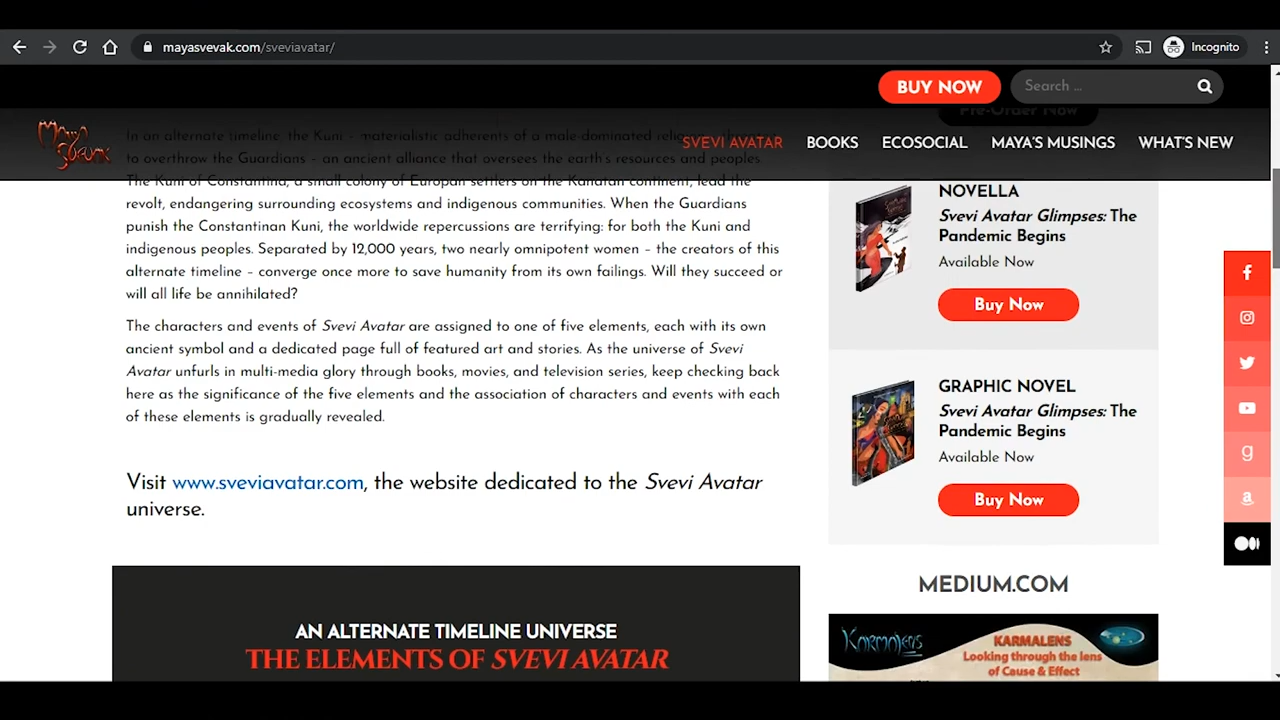 mayasvevak.com/sveviavatar/
Incognito
BUY NOW
Search ...
Pre-Order Now
SVEVI AVATAR
BOOKS
ECOSOCIAL
MAYA'S MUSINGS
WHAT'S NEW
In an alternate timeline, the Kuni – materialistic adherents of a male-dominated
to overthrow the Guardians – an ancient alliance that oversees the earth's resources and peoples.
The Kuni of Constantina, a small colony of Europan settlers on the Kanatan continent, lead the
revolt, endangering surrounding ecosystems and indigenous communities. When the Guardians
punish the Constantinan Kuni, the worldwide repercussions are terrifying: for both the Kuni and
indigenous peoples. Separated by 12,000 years, two nearly omnipotent women – the creators of this
alternate timeline – converge once more to save humanity from its own failings. Will they succeed or
will all life be annihilated?
The characters and events of Svevi Avatar are assigned to one of five elements, each with its own
ancient symbol and a dedicated page full of featured art and stories. As the universe of Svevi
Avatar unfurls in multi-media glory through books, movies, and television series, keep checking back
here as the significance of the five elements and the association of characters and events with each
of these elements is gradually revealed.
Visit www.sveviavatar.com, the website dedicated to the Svevi Avatar
universe.
AN ALTERNATE TIMELINE UNIVERSE
THE ELEMENTS OF SVEVI AVATAR
NOVELLA
Svevi Avatar Glimpses: The
Pandemic Begins
Available Now
Buy Now
GRAPHIC NOVEL
Svevi Avatar Glimpses: The
Pandemic Begins
Available Now
Buy Now
MEDIUM.COM
KARMALENS
KARMALENS
Looking through the lens
of Cause & Effect